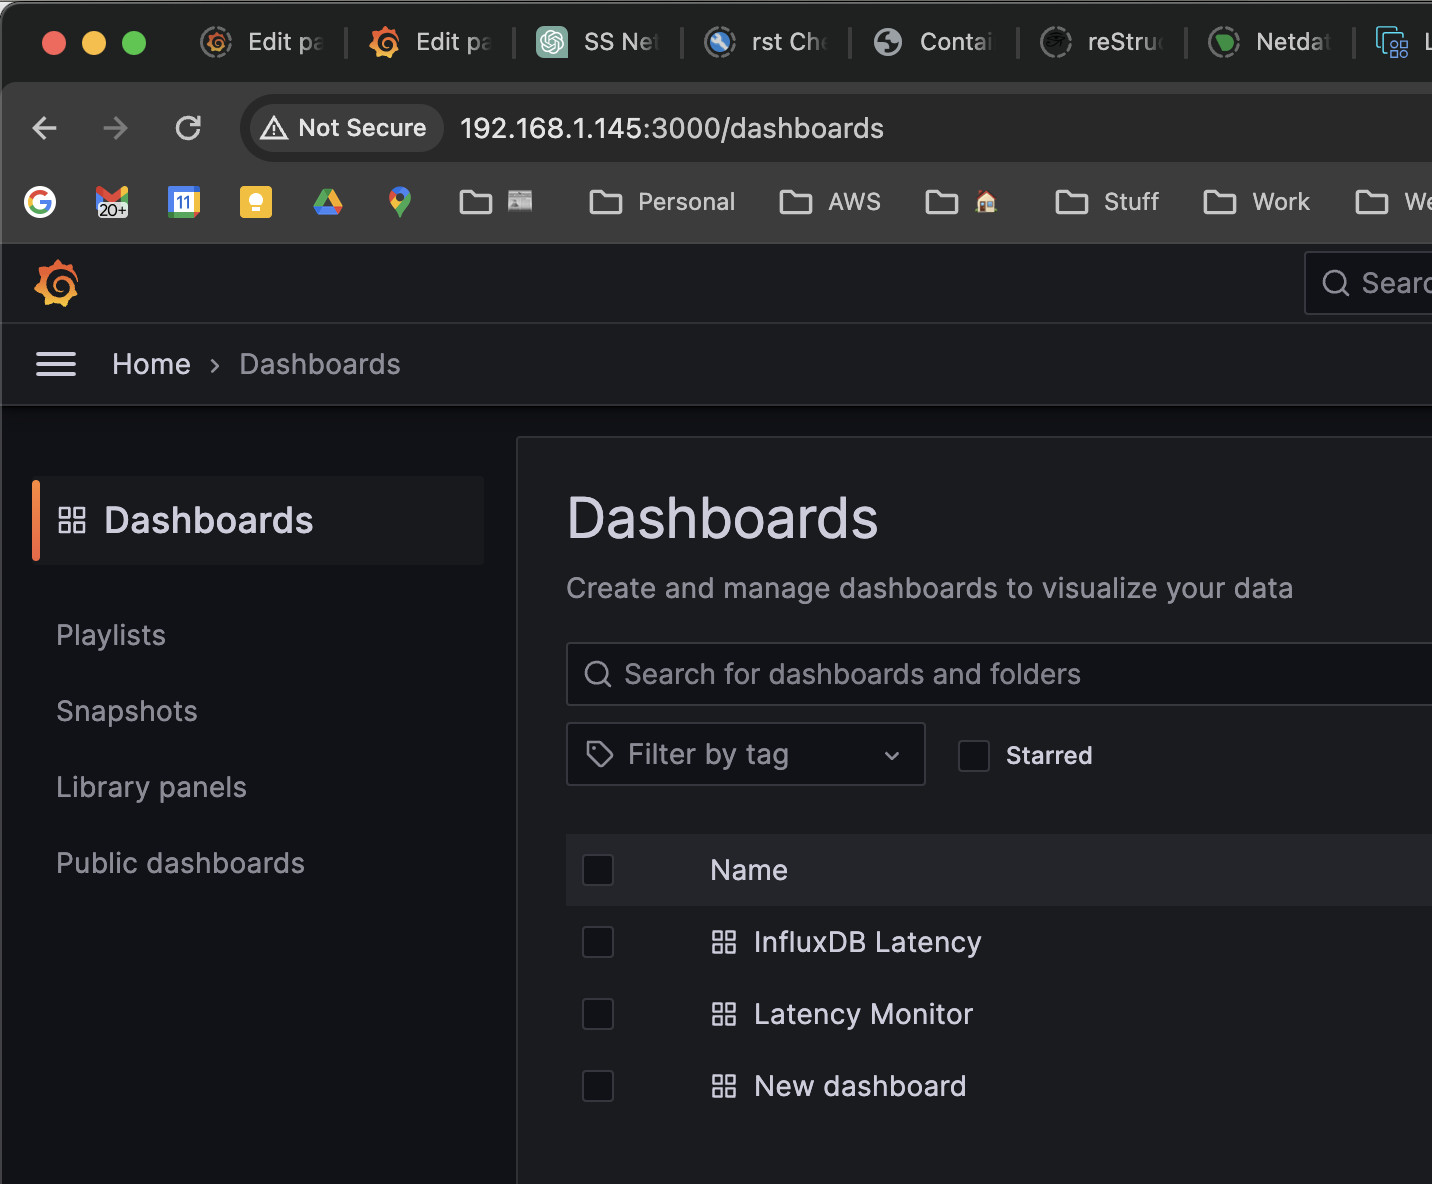 Edit pa
Edit pa
SS Net
rst Che
Contai
reStruc
Netdat
Not Secure
192.168.1.145:3000/dashboards
20+
11
Personal
AWS
Stuff
Work
We
Searc
Home › Dashboards
Dashboards
Playlists
Snapshots
Library panels
Public dashboards
Dashboards
Create and manage dashboards to visualize your data
Search for dashboards and folders
Filter by tag
Starred
Name
InfluxDB Latency
Latency Monitor
New dashboard